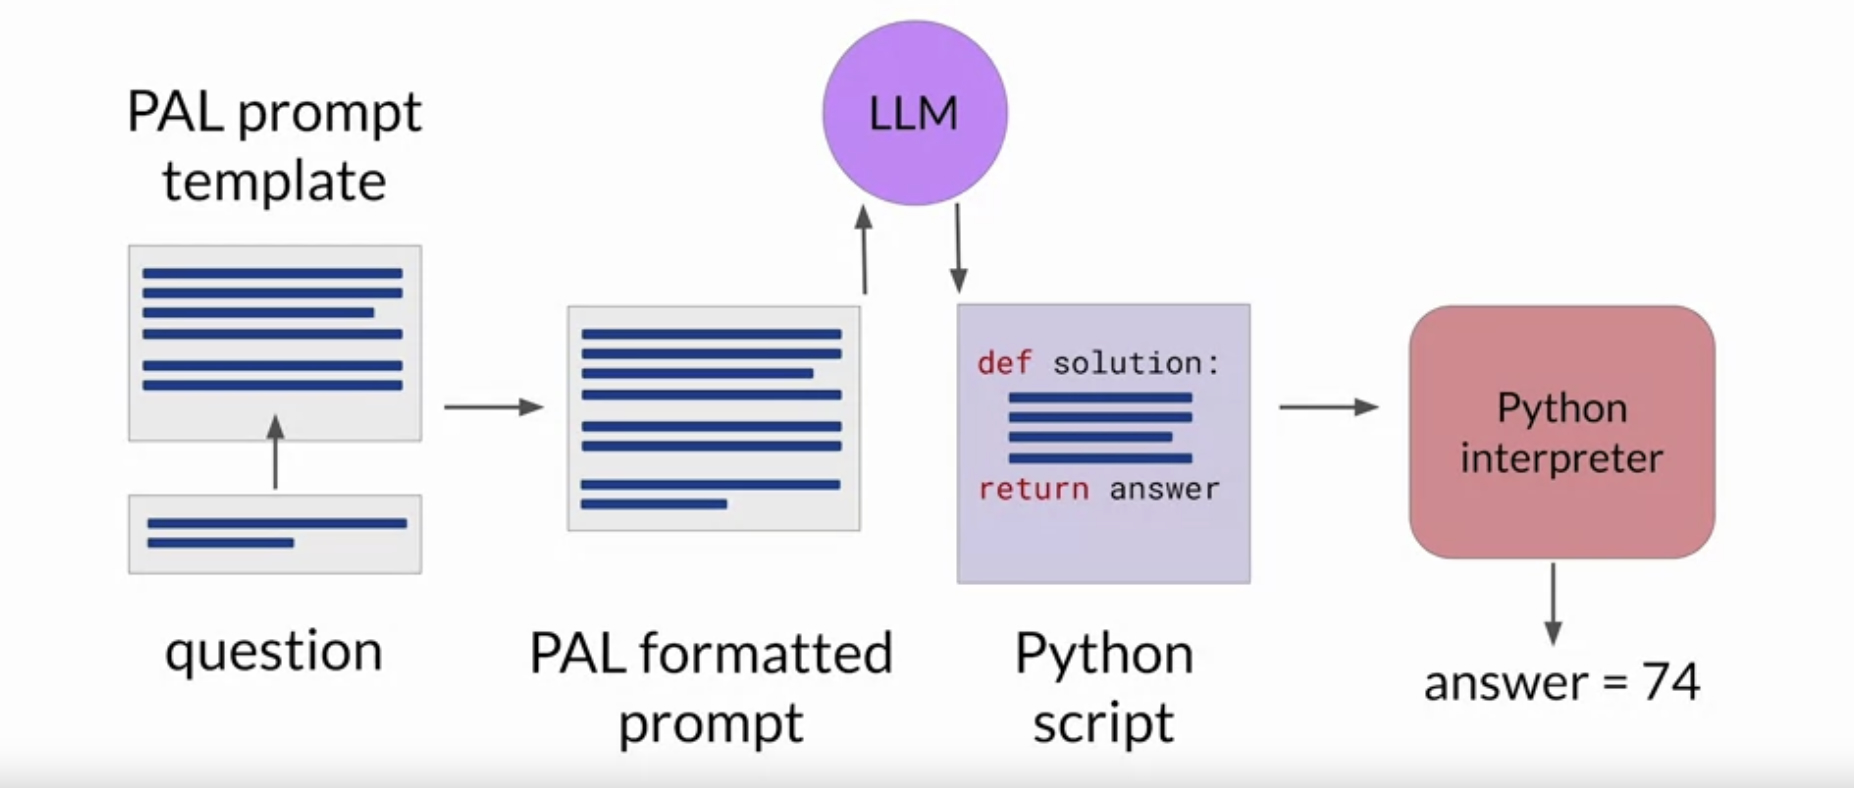 PAL prompt
template
question
PAL formatted
prompt
LLM
def solution:
return answer
Python
script
Python
interpreter
answer = 74